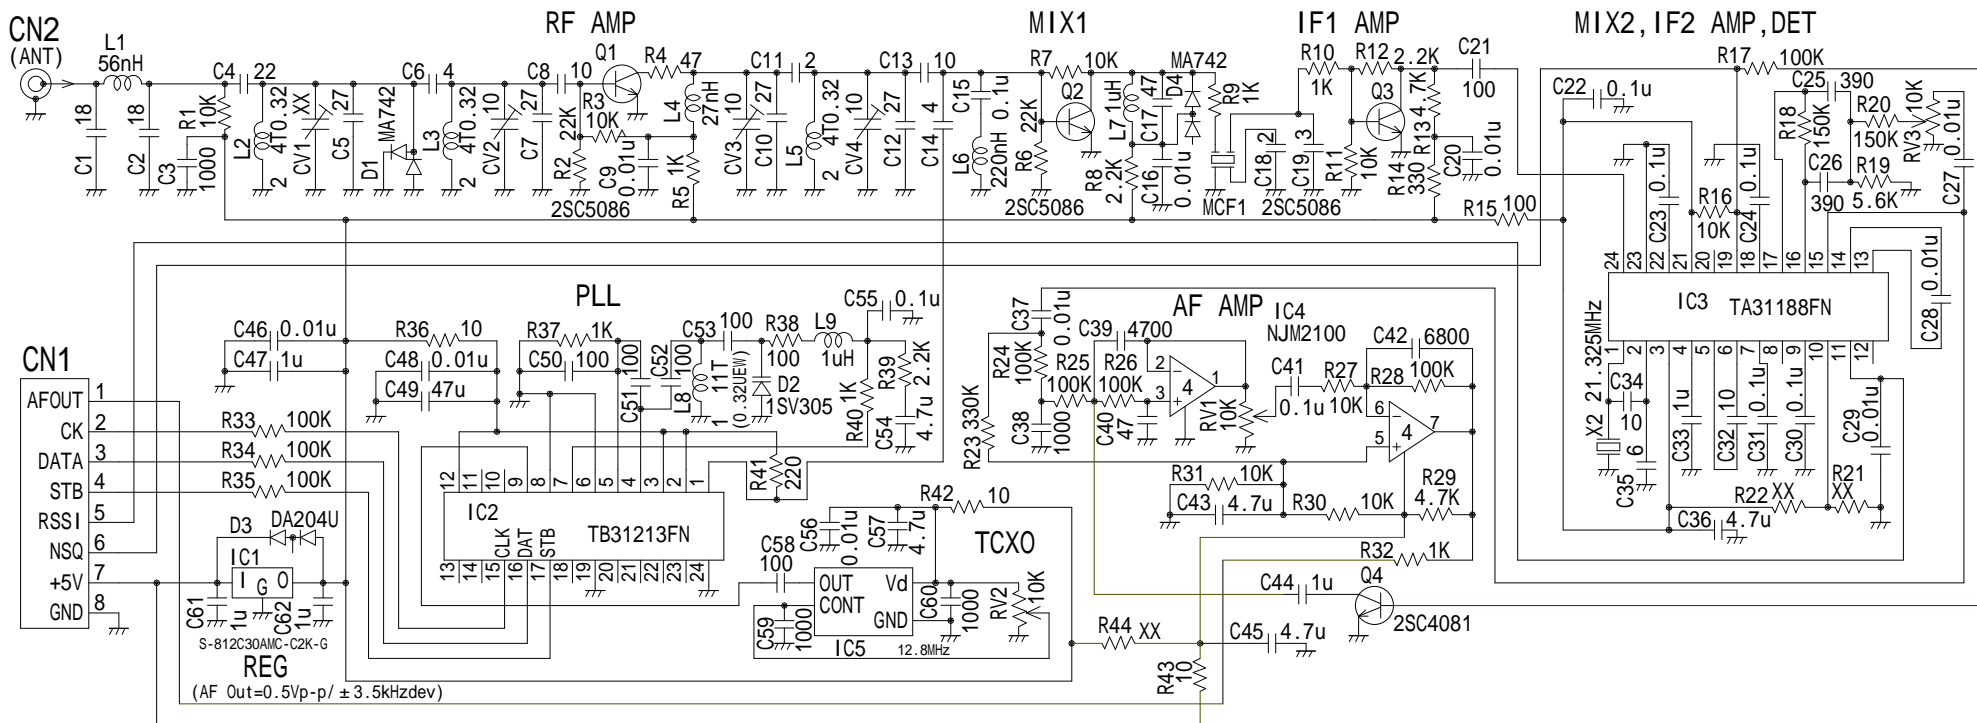 CN2
(ANT)
L1
56nH
RF AMP
MIX1
IF1 AMP
MIX2, IF2 AMP, DET
C4 22
C1 18
C2 18
R1 10K
C3 1000
L2 4T0.32 2
CV1 XX
C5 27
D1 MA742
C6 4
L3 4T0.32 2
CV2 10
C7 27
C8 10
R2 22K
R3 10K
Q1
2SC5086
R4 47
C9 0.01u
R5 1K
L4 27nH
CV3 10
C10 27
C11 2
L5 4T0.32 2
CV4 10
C12 27
C13 10
C14 4
C15 0.1u
L6 220nH
R7 10K
R6 22K
Q2
2SC5086
L7 1uH
C17 47
D4
MA742
R8 2.2K
C16 0.01u
R9 1K
MCF1
C18 2
C19 3
R10 1K
R12 2.2K
R11 10K
Q3
2SC5086
R13 4.7K
R14 330
C20 0.01u
C21 100
R15 100
C22 0.1u
R17 100K
C23 0.1u
R16 10K
C24 0.1u
R18 150K
C25 390
R20 150K
RV3 10K
C26 390
R19 5.6K
C27 0.01u
24 23 22 21 20 19 18 17 16 15 14 13
IC3
TA31188FN
1 2 3 4 5 6 7 8 9 10 11 12
C28 0.01u
X2 21.325MHz
C34 10
C35 6
C33 1u
C32 10
C31 0.1u
C30 0.1u
C29 0.01u
R22 XX
R21 XX
C36 4.7u
CN1
AFOUT 1
CK 2
DATA 3
STB 4
RSSI 5
NSQ 6
+5V 7
GND 8
C46 0.01u
C47 1u
R36 10
C48 0.01u
C49 47u
R33 100K
R34 100K
R35 100K
D3 DA204U
IC1
I G O
C61 1u
C62 1u
S-812C30AMC-C2K-G
REG
(AF Out=0.5Vp-p/±3.5kHzdev)
PLL
R37 1K
C50 100
C51 100
C52 100
C53 100
L8 11T
(0.32UEW)
1
R38 100
D2
1SV305
L9 1uH
C55 0.1u
R39 2.2K
R40 1K
C54 4.7u
R41 220
12 11 10 9 8 7 6 5 4 3 2 1
IC2
CLK
DAT
STB
TB31213FN
13 14 15 16 17 18 19 20 21 22 23 24
C58 100
C56 0.01u
C57 4.7u
R42 10
TCXO
OUT Vd
CONT
GND
IC5
12.8MHz
C59 1000
C60 1000
RV2 10K
AF AMP
IC4
NJM2100
C37 0.01u
R24 100K
R23 330K
C38 1000
R25 100K
R26 100K
C39 4700
C40 47
2
3
4
1
RV1 10K
C41 0.1u
R27 10K
C42 6800
R28 100K
6
5
4
7
R29 4.7K
R31 10K
C43 4.7u
R30 10K
R32 1K
C44 1u
Q4
2SC4081
R44 XX
C45 4.7u
R43 10